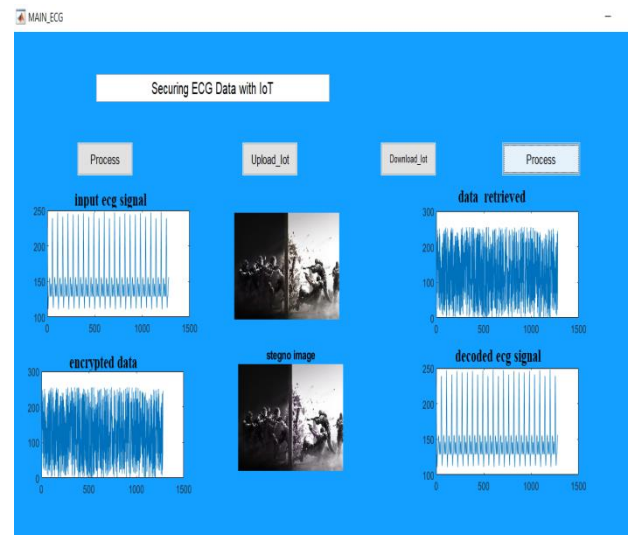 MAIN_ECG
Securing ECG Data with IoT
Process
Upload_Iot
Download_Iot
Process
input ecg signal
250
200
150
100
0 500 1000 1500
data retrieved
300
200
100
0
0 500 1000 1500
encrypted data
300
200
100
0
0 500 1000 1500
stegno image
decoded ecg signal
250
200
150
100
0 500 1000 1500